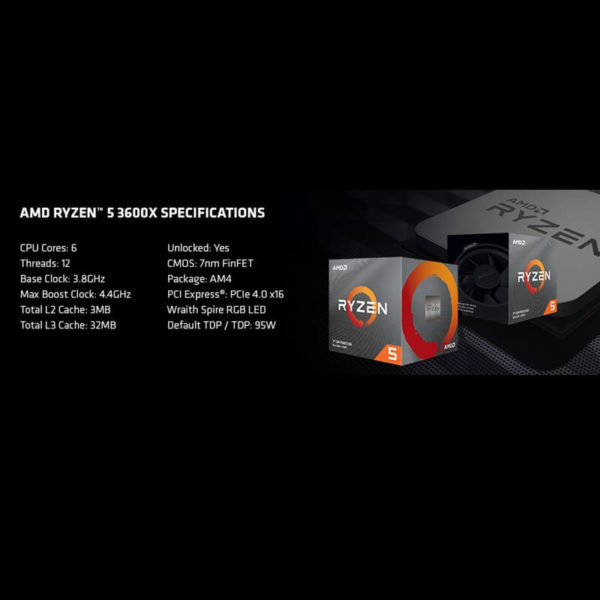 AMD RYZEN™ 5 3600X SPECIFICATIONS
CPU Cores: 6
Threads: 12
Base Clock: 3.8GHz
Max Boost Clock: 4.4GHz
Total L2 Cache: 3MB
Total L3 Cache: 32MB
Unlocked: Yes
CMOS: 7nm FinFET
Package: AM4
PCI Express®: PCIe 4.0 x16
Wraith Spire RGB LED
Default TDP / TDP: 95W
AMD
RYZEN
AMD
RYZEN
5
RYZEN
AMD
RYZEN
5